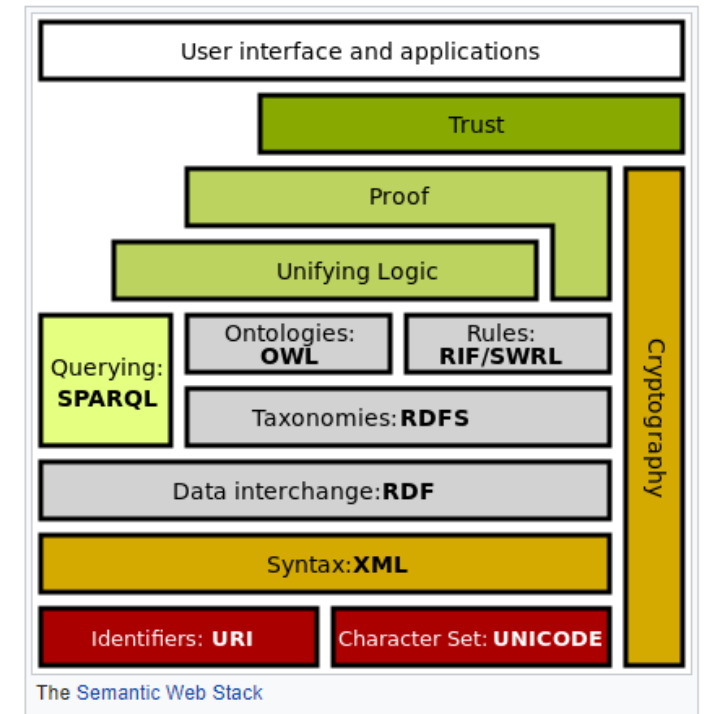 User interface and applications
Trust
Proof
Unifying Logic
Querying:
SPARQL
Ontologies:
OWL
Rules:
RIF/SWRL
Taxonomies:RDFS
Data interchange:RDF
Syntax:XML
Identifiers: URI
Character Set: UNICODE
Cryptography
The Semantic Web Stack